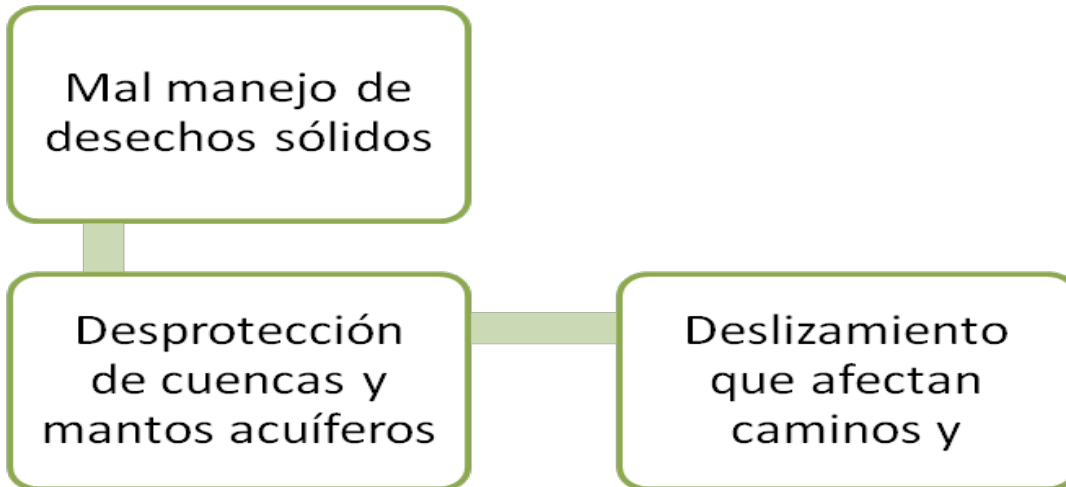 Mal manejo de
desechos sólidos
Desprotección
de cuencas y
mantos acuíferos
Deslizamiento
que afectan
caminos y